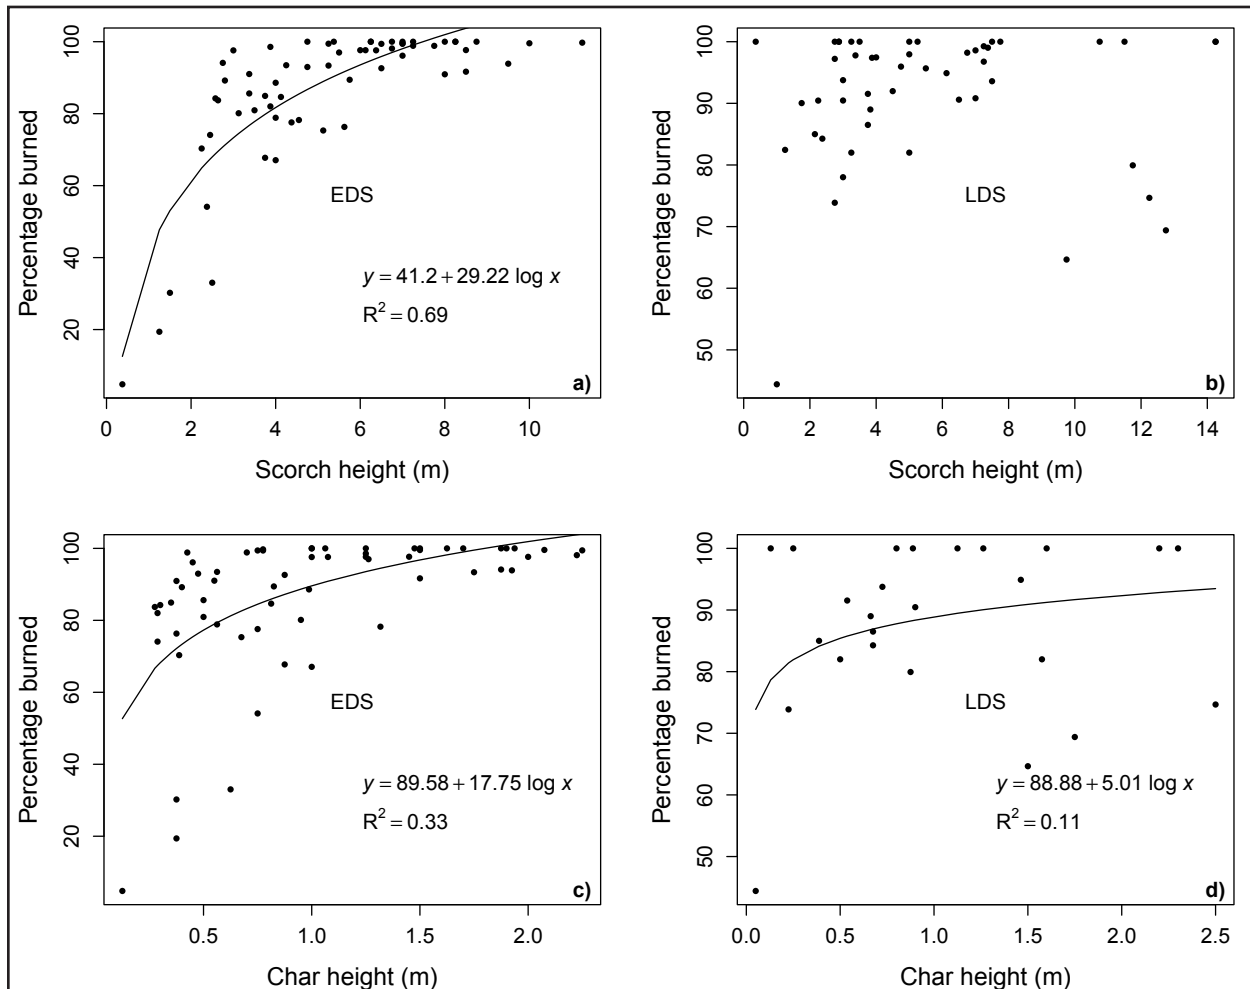 Percentage burned
100
80
60
40
20
EDS
y = 41.2 + 29.22 log x
R² = 0.69
a)
0 2 4 6 8 10
Scorch height (m)
Percentage burned
100
90
80
70
60
50
LDS
b)
0 2 4 6 8 10 12 14
Scorch height (m)
Percentage burned
100
80
60
40
20
EDS
y = 89.58 + 17.75 log x
R² = 0.33
c)
0.5 1.0 1.5 2.0
Char height (m)
Percentage burned
100
90
80
70
60
50
LDS
y = 88.88 + 5.01 log x
R² = 0.11
d)
0.0 0.5 1.0 1.5 2.0 2.5
Char height (m)